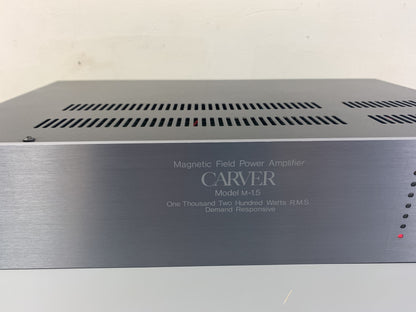 Magnetic Field Power Amplifier
CARVER
Model M-1.5
One Thousand Two Hundred Watts R.M.S
Demand Responsive